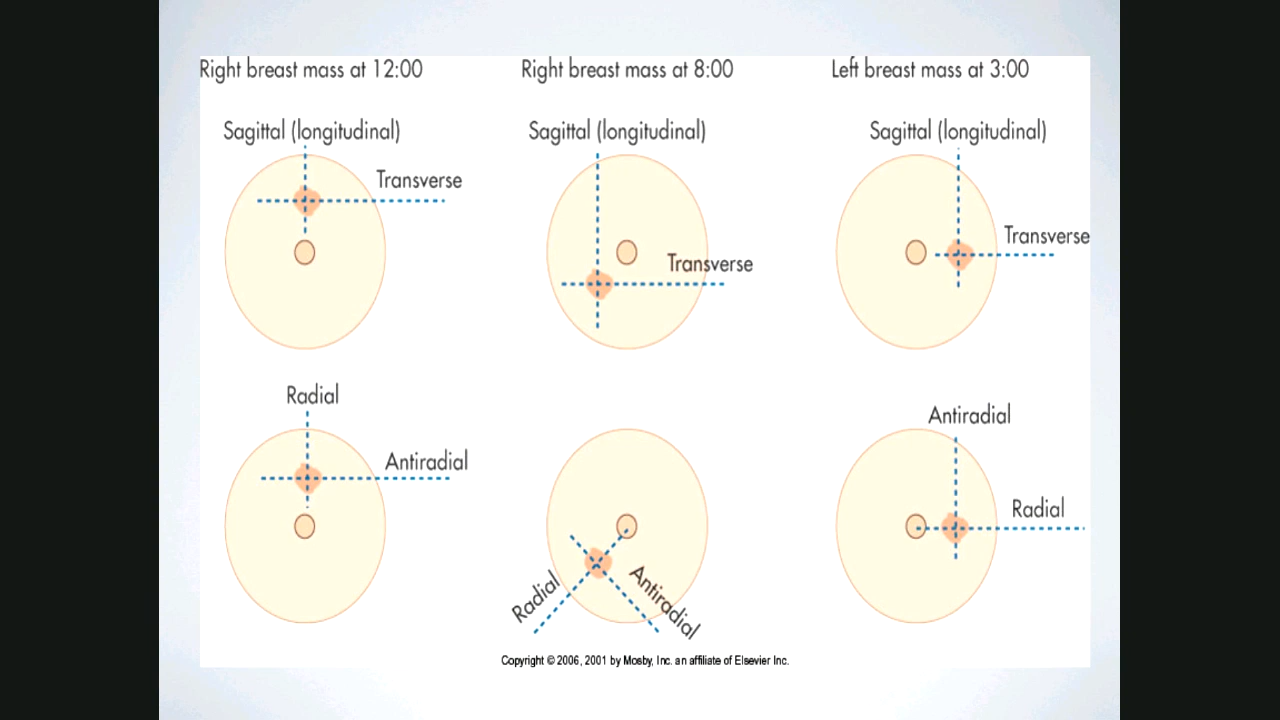 Right breast mass at 12:00
Right breast mass at 8:00
Left breast mass at 3:00
Sagittal (longitudinal)
Sagittal (longitudinal)
Sagittal (longitudinal)
Transverse
Transverse
Transverse
Radial
Antiradial
Radial
Antiradial
Antiradial
Radial
Copyright © 2006, 2001 by Mosby, Inc. an affiliate of Elsevier Inc.